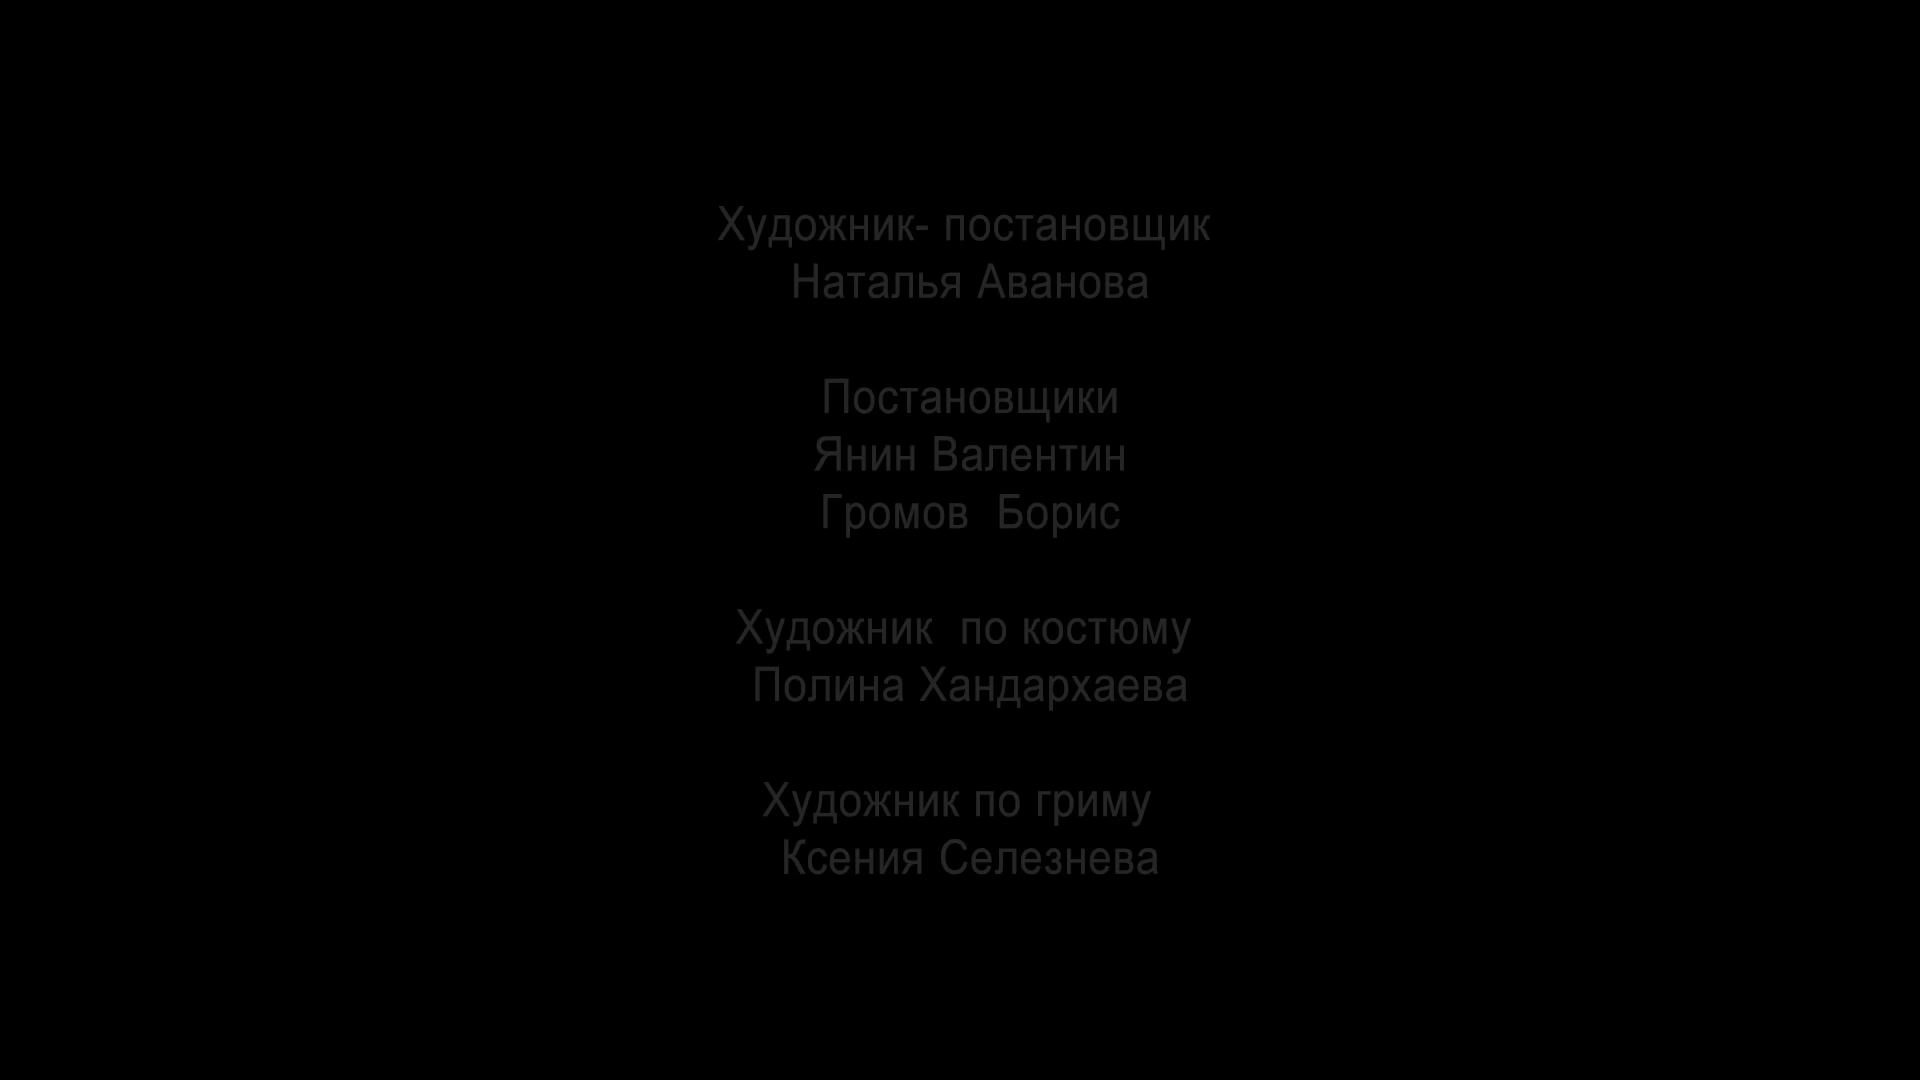 Художник- постановщик
Наталья Аванова
Постановщики
Янин Валентин
Громов  Борис
Художник  по костюму
Полина Хандархаева
Художник по гриму
Ксения Селезнева